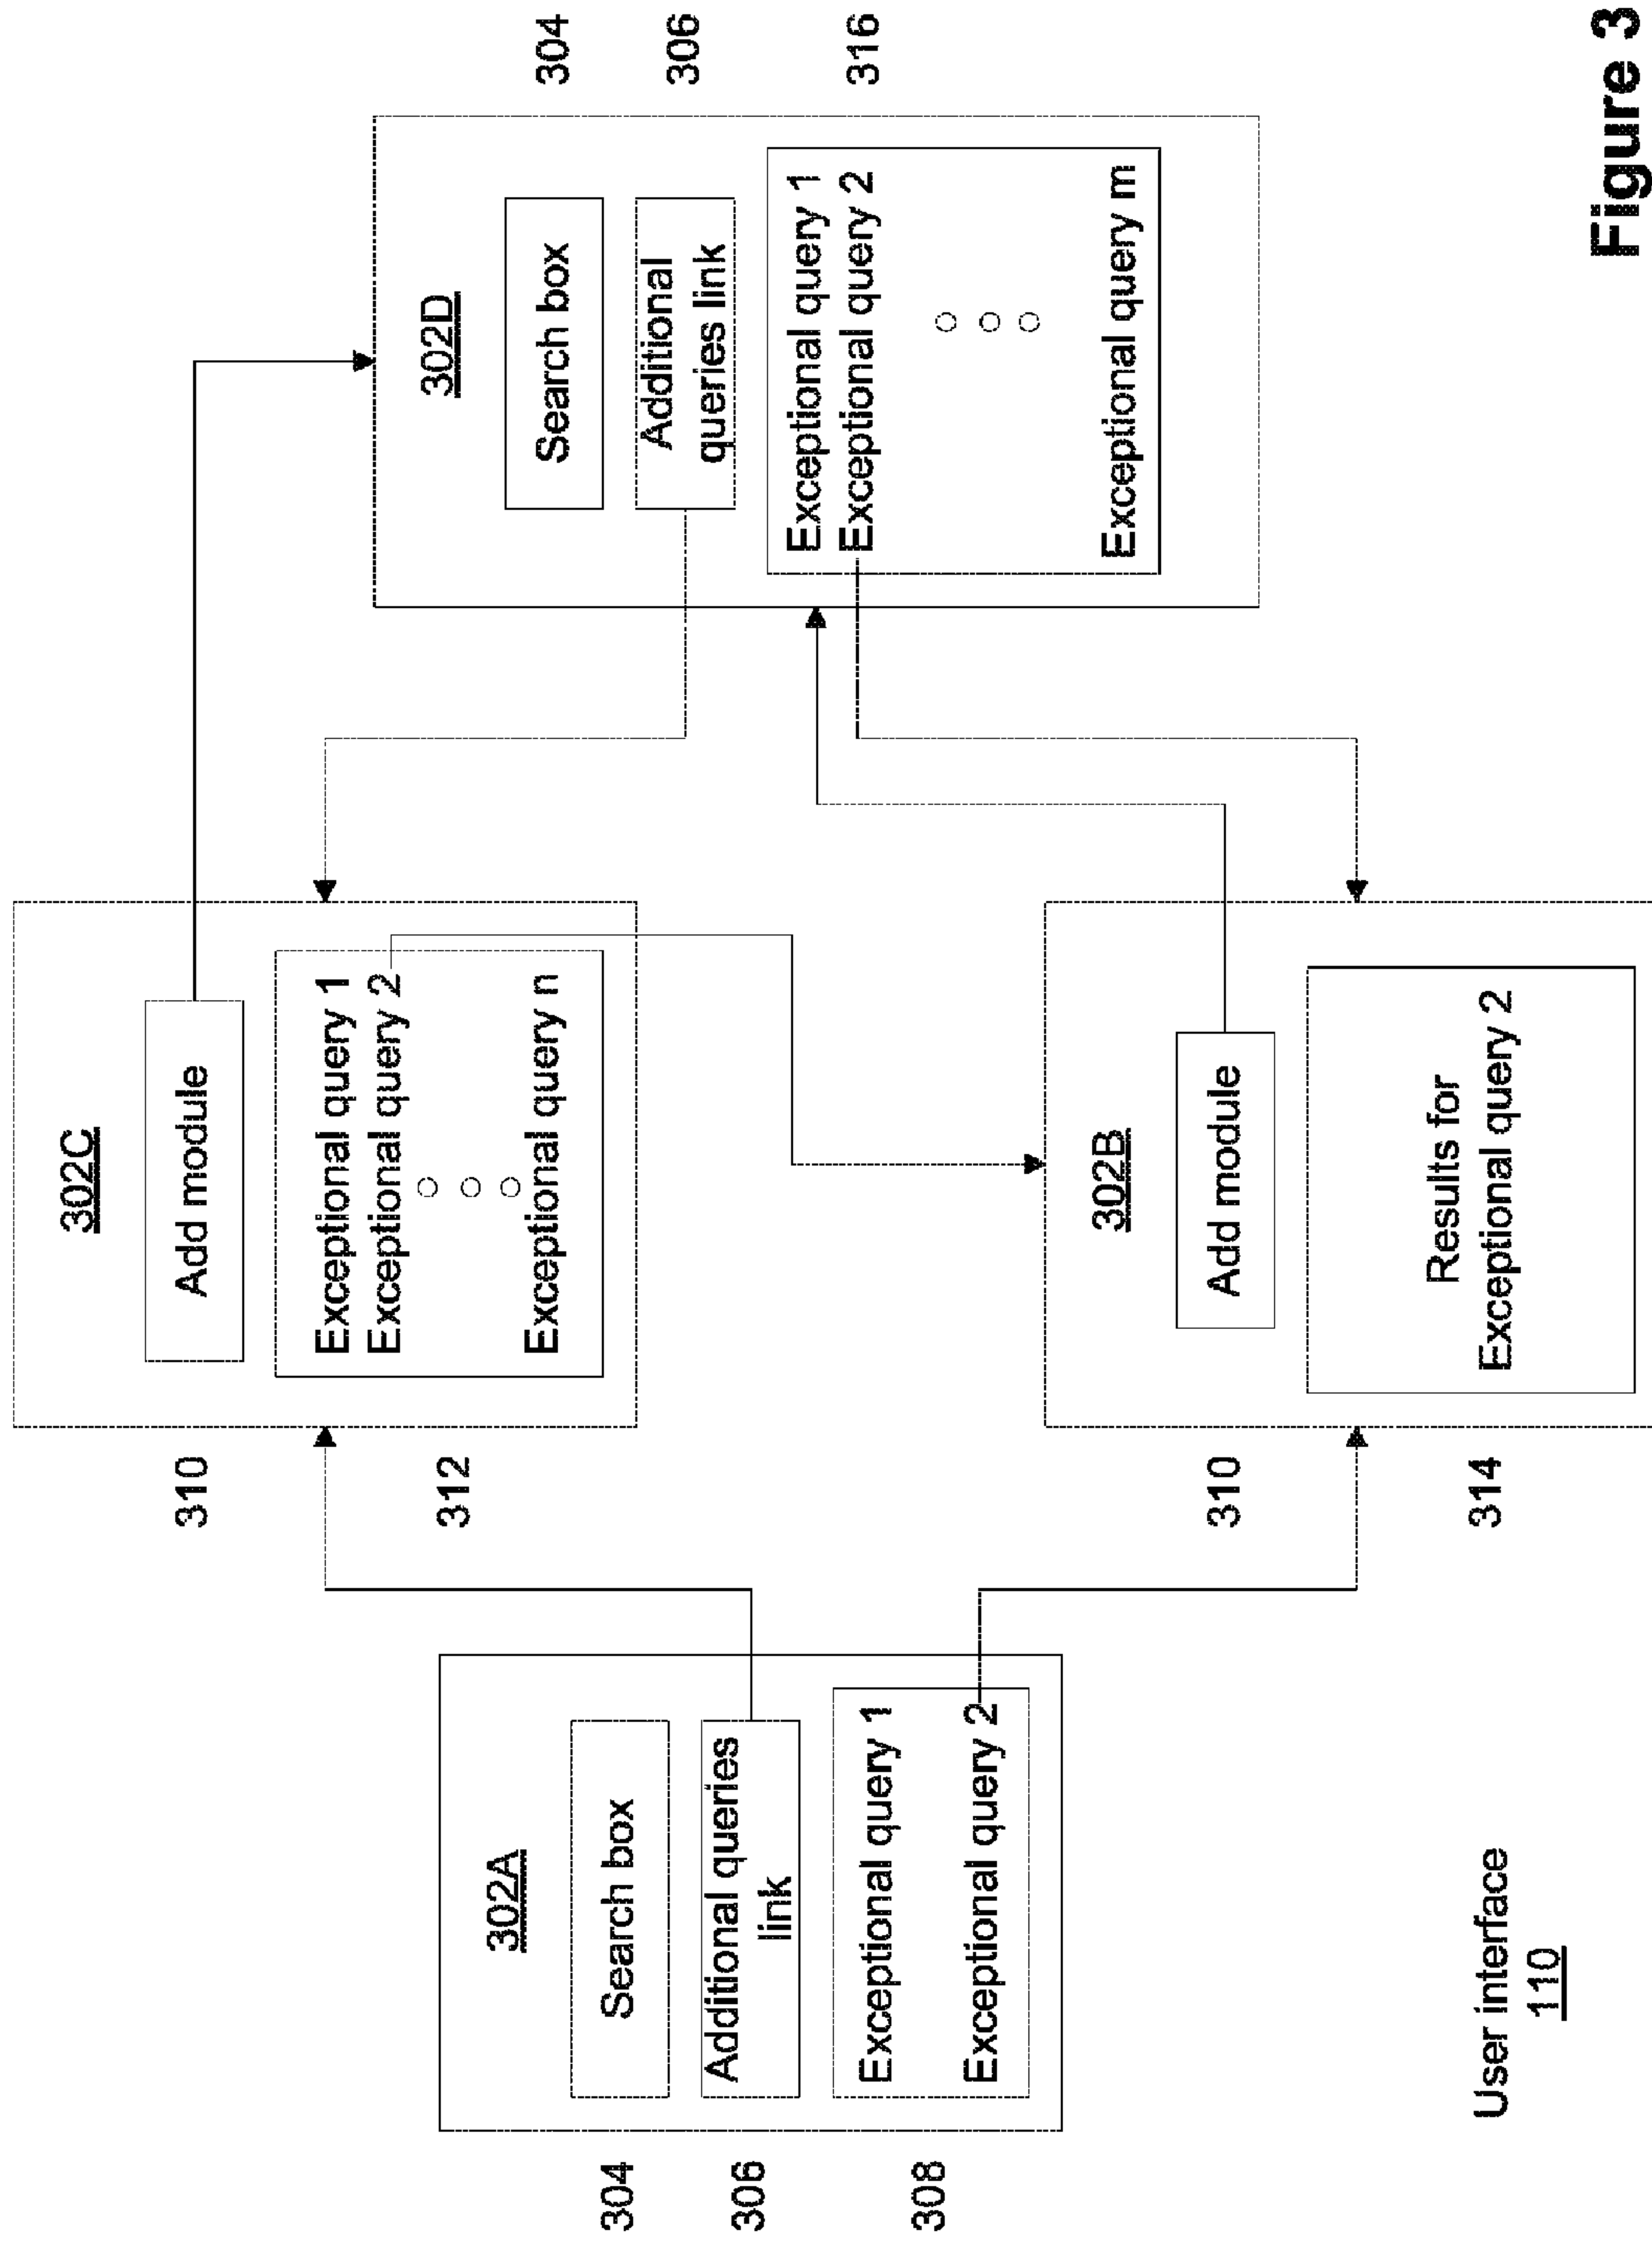 302A
304
Search box
306
Additional queries
link
308
Exceptional query 1
Exceptional query 2
302C
310
Add module
312
Exceptional query 1
Exceptional query 2
Exceptional query n
302B
310
Add module
314
Results for
Exceptional query 2
302D
Search box
304
Additional
queries link
306
Exceptional query 1
Exceptional query 2
316
Exceptional query m
User interface
110
Figure 3